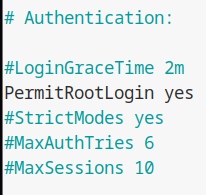 # Authentication:
#LoginGraceTime 2m
PermitRootLogin yes
#StrictModes yes
#MaxAuthTries 6
#MaxSessions 10